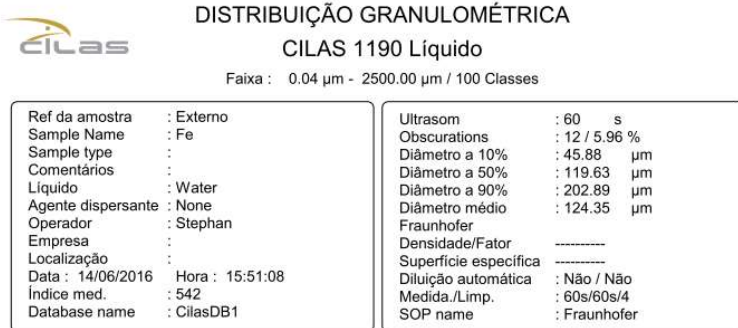 DISTRIBUIÇÃO GRANULOMÉTRICA
cilas
CILAS 1190 Líquido
Faixa : 0.04 µm - 2500.00 µm / 100 Classes
Ref da amostra : Externo
Sample Name : Fe
Sample type :
Comentários :
Líquido : Water
Agente dispersante : None
Operador : Stephan
Empresa :
Localização :
Data : 14/06/2016 Hora : 15:51:08
Índice med. : 542
Database name : CilasDB1
Ultrasom : 60 s
Obscurations : 12 / 5.96 %
Diâmetro a 10% : 45.88 µm
Diâmetro a 50% : 119.63 µm
Diâmetro a 90% : 202.89 µm
Diâmetro médio : 124.35 µm
Fraunhofer
Densidade/Fator ----------
Superfície específica ----------
Diluição automática : Não / Não
Medida./Limp. : 60s/60s/4
SOP name : Fraunhofer